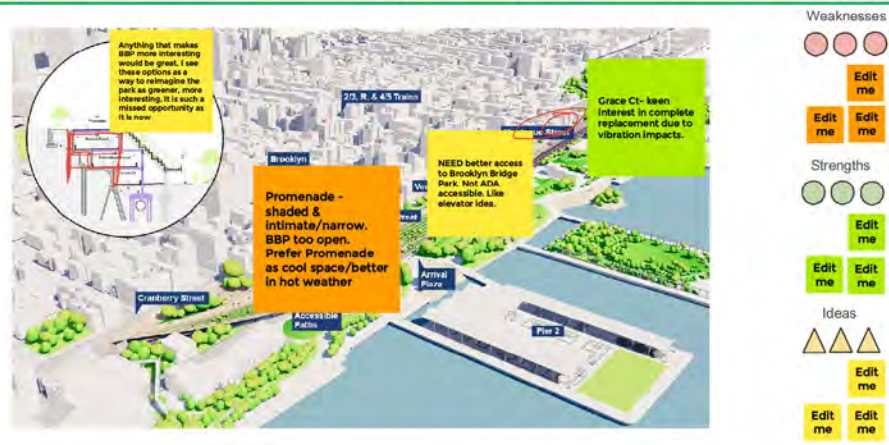 Weaknesses
Anything that makes
BBP more interesting
would be great. I see
these options as a
way to reimagine the
park as greener, more
interesting. It is such a
missed opportunity as
it is now
2/3, R, & 4/5 Trains
Grace Ct- keen
interest in complete
replacement due to
vibration impacts.
Street
Edit
me
Edit
me
Edit
me
Brooklyn
NEED better access
to Brooklyn Bridge
Park. Not ADA
accessible. Like
elevator idea.
Strengths
Promenade -
shaded &
intimate/narrow.
BBP too open.
Prefer Promenade
as cool space/better
in hot weather
Edit
me
Edit
me
Edit
me
Arrival
Plaza
Cranberry Street
Accessible
Paths
Pier 2
Ideas
Edit
me
Edit
me
Edit
me